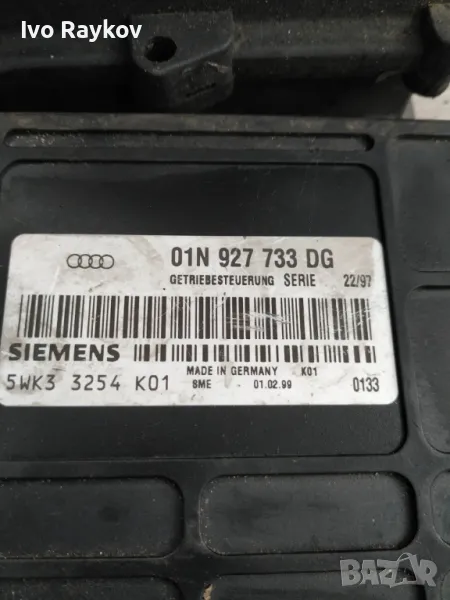 Ivo Raykov
01N 927 733 DG
GETRIEBESTEUERUNG SERIE 22/97
SIEMENS
MADE IN GERMANY K01
5WK3 3254 K01 SME 01.02.99 0133
BAZAR